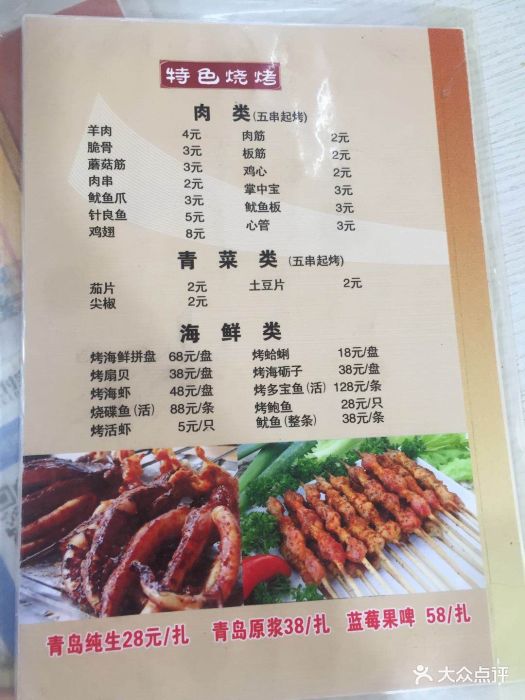 特色烧烤
肉 类 (五串起烤)
羊肉 4元 肉筋 2元
脆骨 3元 板筋 2元
蘑菇筋 3元 鸡心 2元
肉串 2元 掌中宝 3元
鱿鱼爪 3元 鱿鱼板 3元
针良鱼 5元 心管 3元
鸡翅 8元
青 菜 类 (五串起烤)
茄片 2元 土豆片 2元
尖椒 2元
海 鲜 类
烤海鲜拼盘 68元/盘 烤蛤蜊 18元/盘
烤扇贝 38元/盘 烤海砺子 38元/盘
烤海虾 48元/盘 烤多宝鱼(活) 128元/条
烧碟鱼(活) 88元/条 烤鲍鱼 28元/只
烤活虾 5元/只 鱿鱼(整条) 38元/条
青岛纯生28元/扎 青岛原浆38/扎 蓝莓果啤 58/扎
大众点评